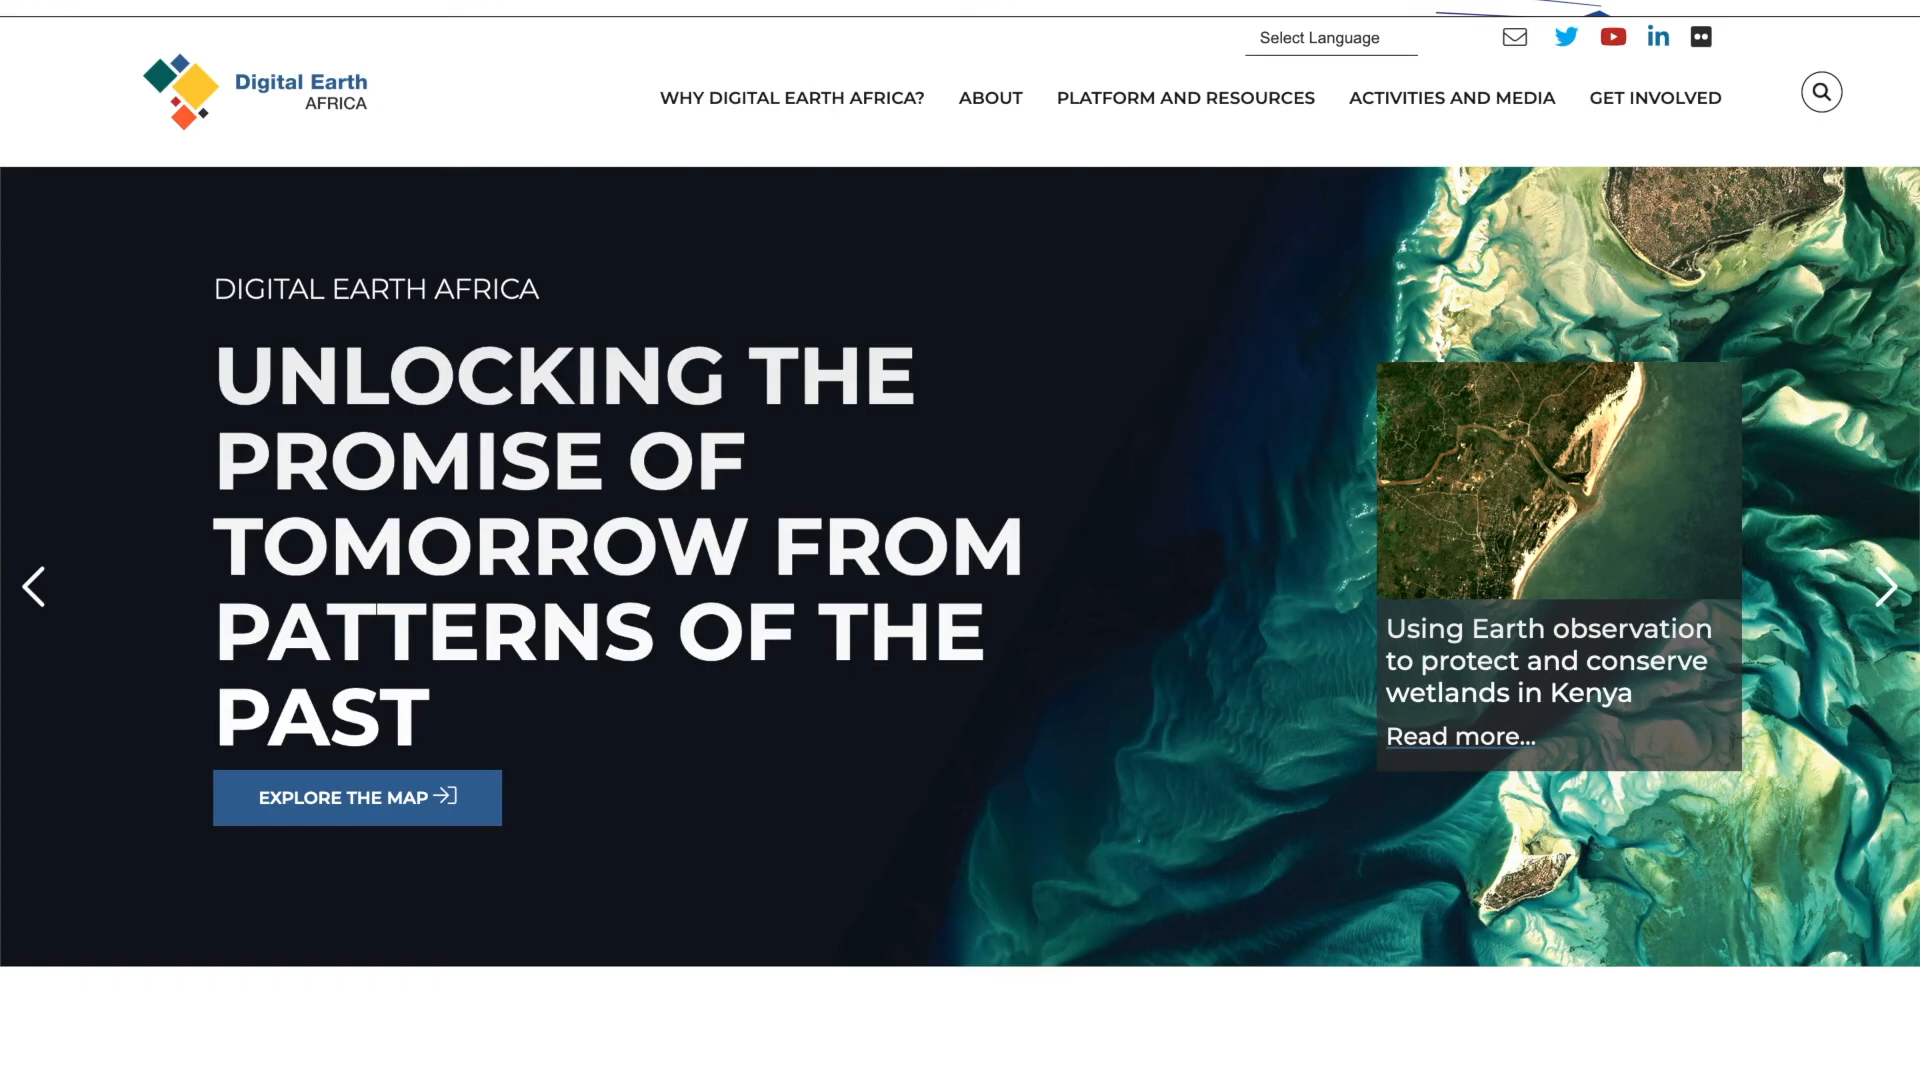 Select Language
Digital Earth
AFRICA
WHY DIGITAL EARTH AFRICA? ABOUT PLATFORM AND RESOURCES ACTIVITIES AND MEDIA GET INVOLVED
DIGITAL EARTH AFRICA
UNLOCKING THE
PROMISE OF
TOMORROW FROM
PATTERNS OF THE
PAST
EXPLORE THE MAP
Using Earth observation
to protect and conserve
wetlands in Kenya
Read more...